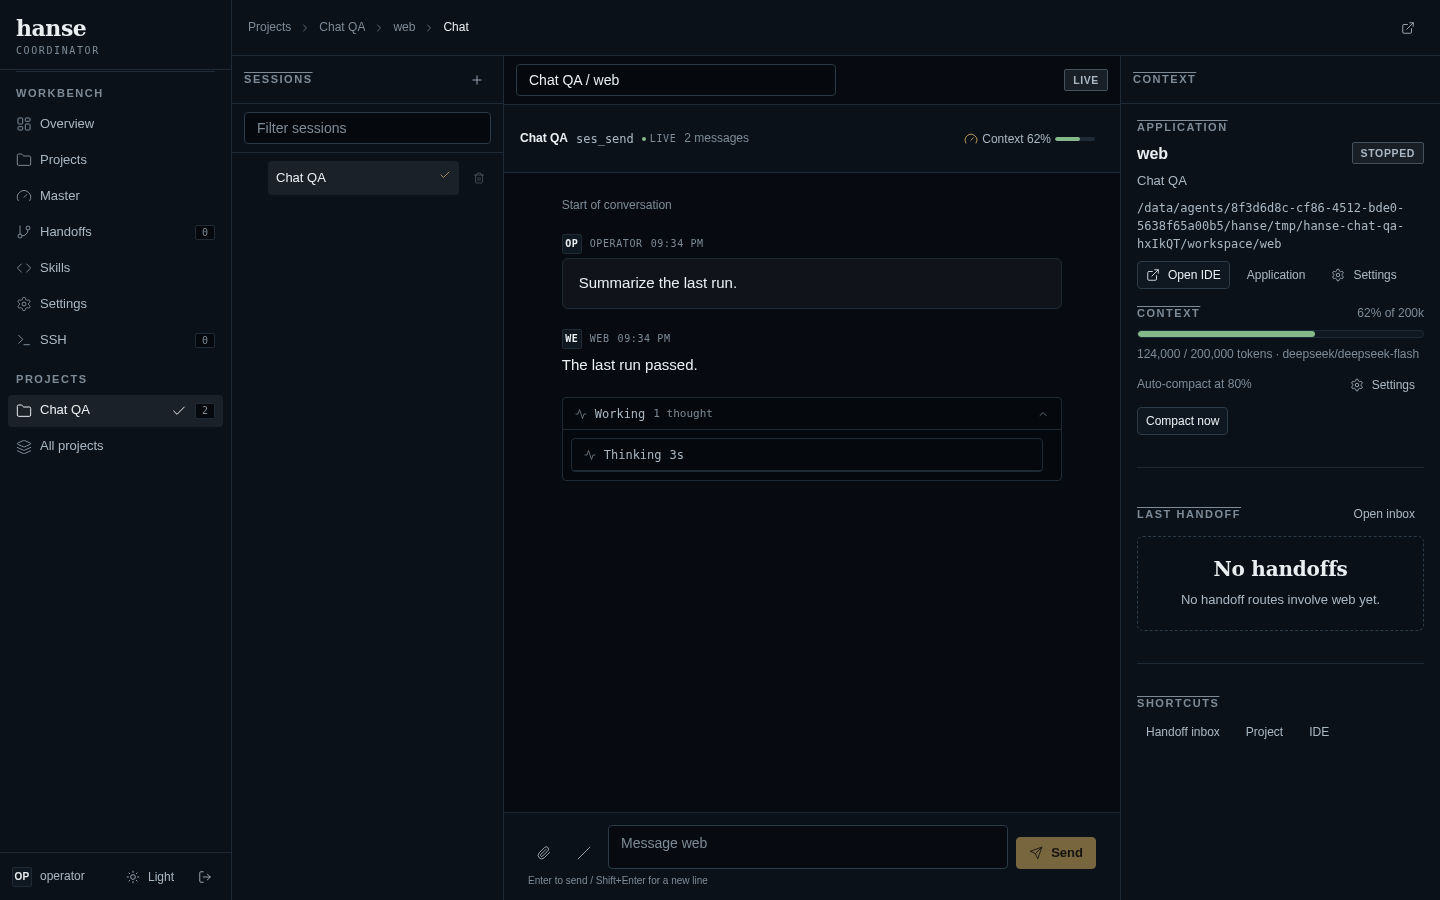 hanse
COORDINATOR
WORKBENCH
Overview
Projects
Master
Handoffs 0
Skills
Settings
SSH 0
PROJECTS
Chat QA 2
All projects
OP operator Light
Projects Chat QA web Chat
SESSIONS
Filter sessions
Chat QA
Chat QA / web LIVE
Chat QA ses_send LIVE 2 messages Context 62%
Start of conversation
OP OPERATOR 09:34 PM
Summarize the last run.
WE WEB 09:34 PM
The last run passed.
Working 1 thought
Thinking 3s
Message web
Send
Enter to send / Shift+Enter for a new line
CONTEXT
APPLICATION
web STOPPED
Chat QA
/data/agents/8f3d6d8c-cf86-4512-bde0-
5638f65a00b5/hanse/tmp/hanse-chat-qa-
hxIkQT/workspace/web
Open IDE Application Settings
CONTEXT 62% of 200k
124,000 / 200,000 tokens · deepseek/deepseek-flash
Auto-compact at 80% Settings
Compact now
LAST HANDOFF Open inbox
No handoffs
No handoff routes involve web yet.
SHORTCUTS
Handoff inbox Project IDE